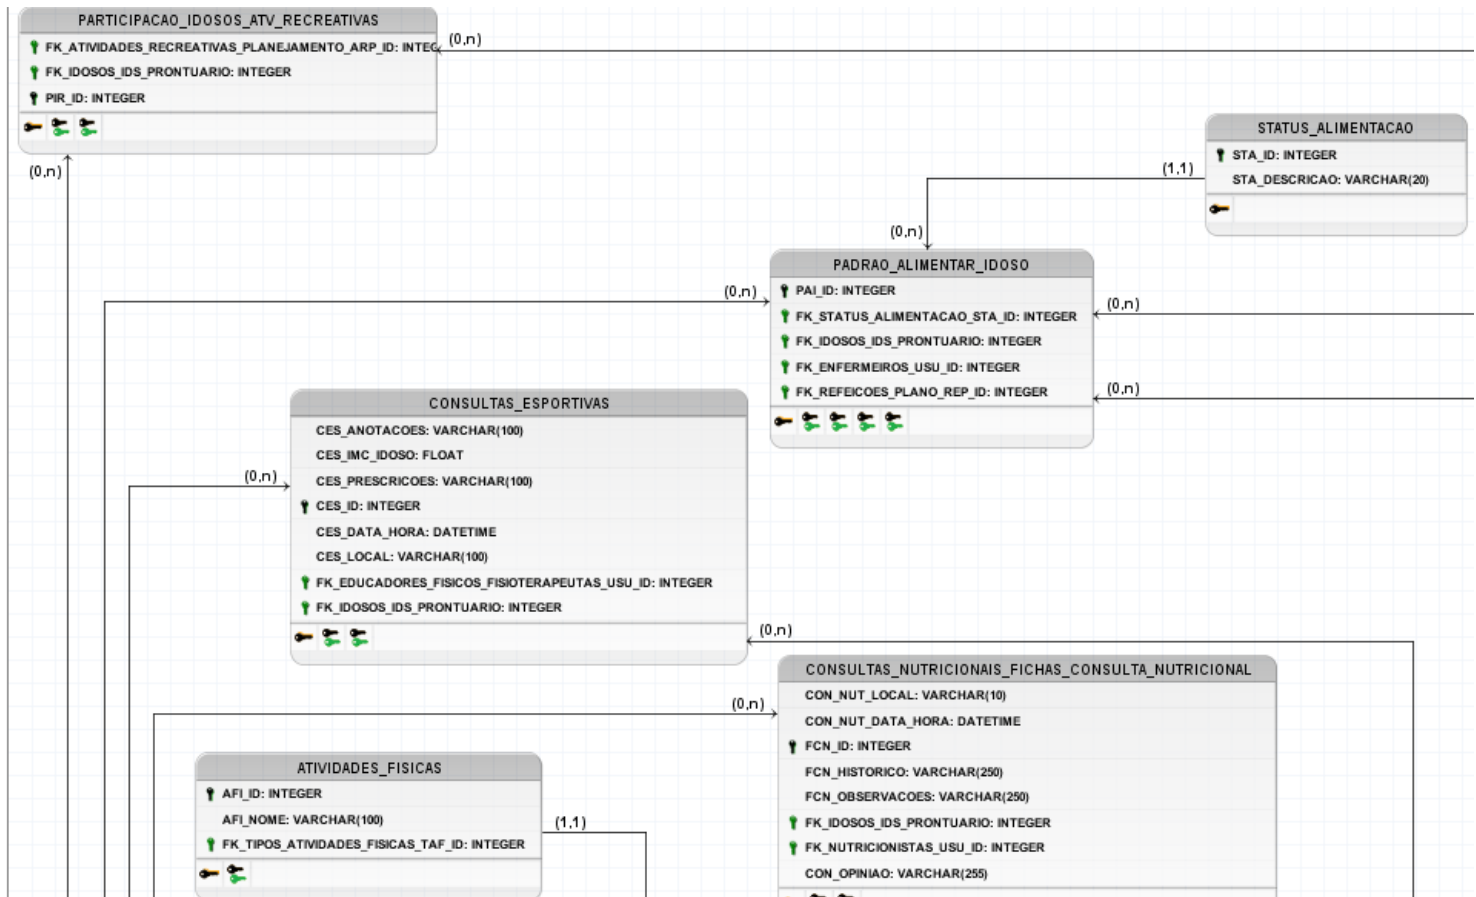 PARTICIPACAO_IDOSOS_ATV_RECREATIVAS
FK_ATIVIDADES_RECREATIVAS_PLANEJAMENTO_ARP_ID: INTEG
(0,n)
FK_IDOSOS_IDS_PRONTUARIO: INTEGER
PIR_ID: INTEGER
(0,n)
STATUS_ALIMENTACAO
STA_ID: INTEGER
STA_DESCRICAO: VARCHAR(20)
(1,1)
(0,n)
PADRAO_ALIMENTAR_IDOSO
PAI_ID: INTEGER
FK_STATUS_ALIMENTACAO_STA_ID: INTEGER
FK_IDOSOS_IDS_PRONTUARIO: INTEGER
FK_ENFERMEIROS_USU_ID: INTEGER
FK_REFEICOES_PLANO_REP_ID: INTEGER
(0,n)
(0,n)
(0,n)
CONSULTAS_ESPORTIVAS
CES_ANOTACOES: VARCHAR(100)
CES_IMC_IDOSO: FLOAT
CES_PRESCRICOES: VARCHAR(100)
CES_ID: INTEGER
CES_DATA_HORA: DATETIME
CES_LOCAL: VARCHAR(100)
FK_EDUCADORES_FISICOS_FISIOTERAPEUTAS_USU_ID: INTEGER
FK_IDOSOS_IDS_PRONTUARIO: INTEGER
(0,n)
(0,n)
CONSULTAS_NUTRICIONAIS_FICHAS_CONSULTA_NUTRICIONAL
CON_NUT_LOCAL: VARCHAR(10)
CON_NUT_DATA_HORA: DATETIME
FCN_ID: INTEGER
FCN_HISTORICO: VARCHAR(250)
FCN_OBSERVACOES: VARCHAR(250)
FK_IDOSOS_IDS_PRONTUARIO: INTEGER
FK_NUTRICIONISTAS_USU_ID: INTEGER
CON_OPINIAO: VARCHAR(255)
(0,n)
ATIVIDADES_FISICAS
AFI_ID: INTEGER
AFI_NOME: VARCHAR(100)
FK_TIPOS_ATIVIDADES_FISICAS_TAF_ID: INTEGER
(1,1)